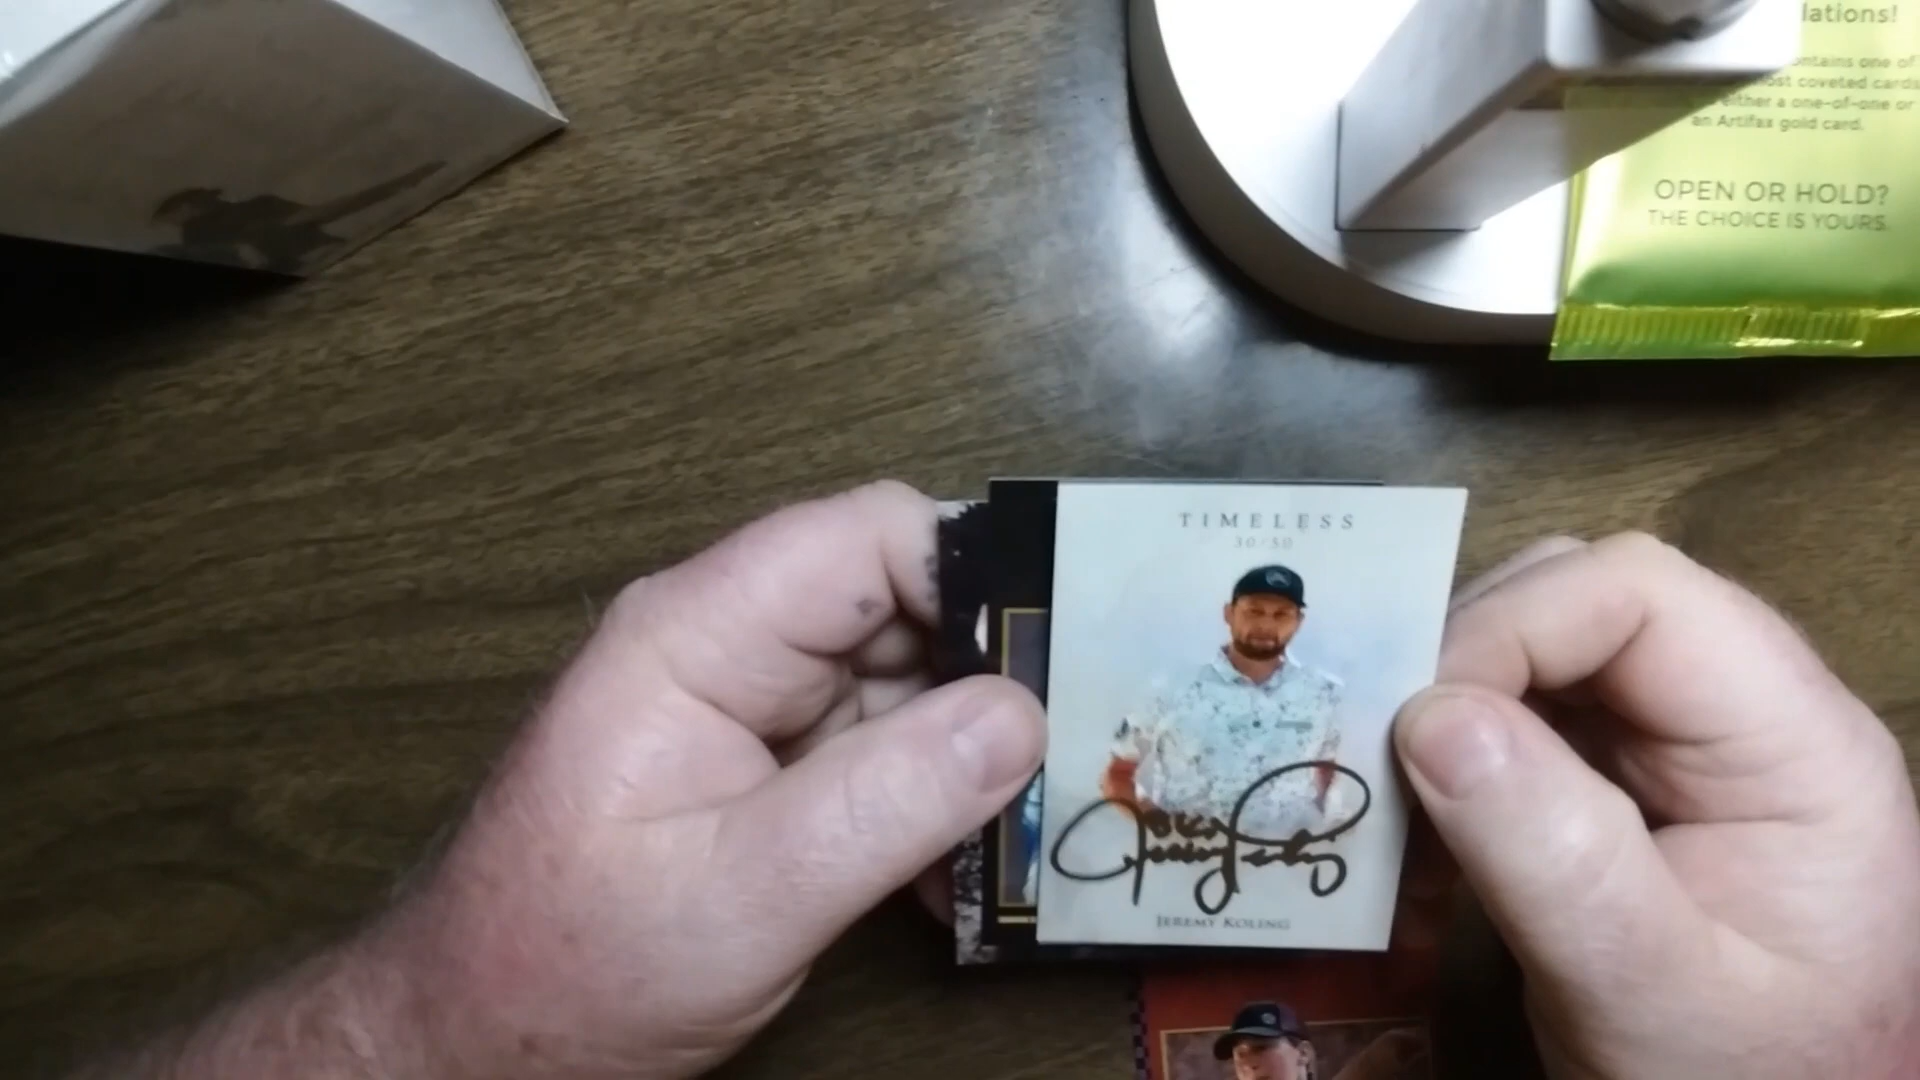 lations!
ontains one of
ost coveted cards
either a one-of-one or
an Artifax gold card.
OPEN OR HOLD?
THE CHOICE IS YOURS.
TIMELESS
30/50
JEREMY KOLING